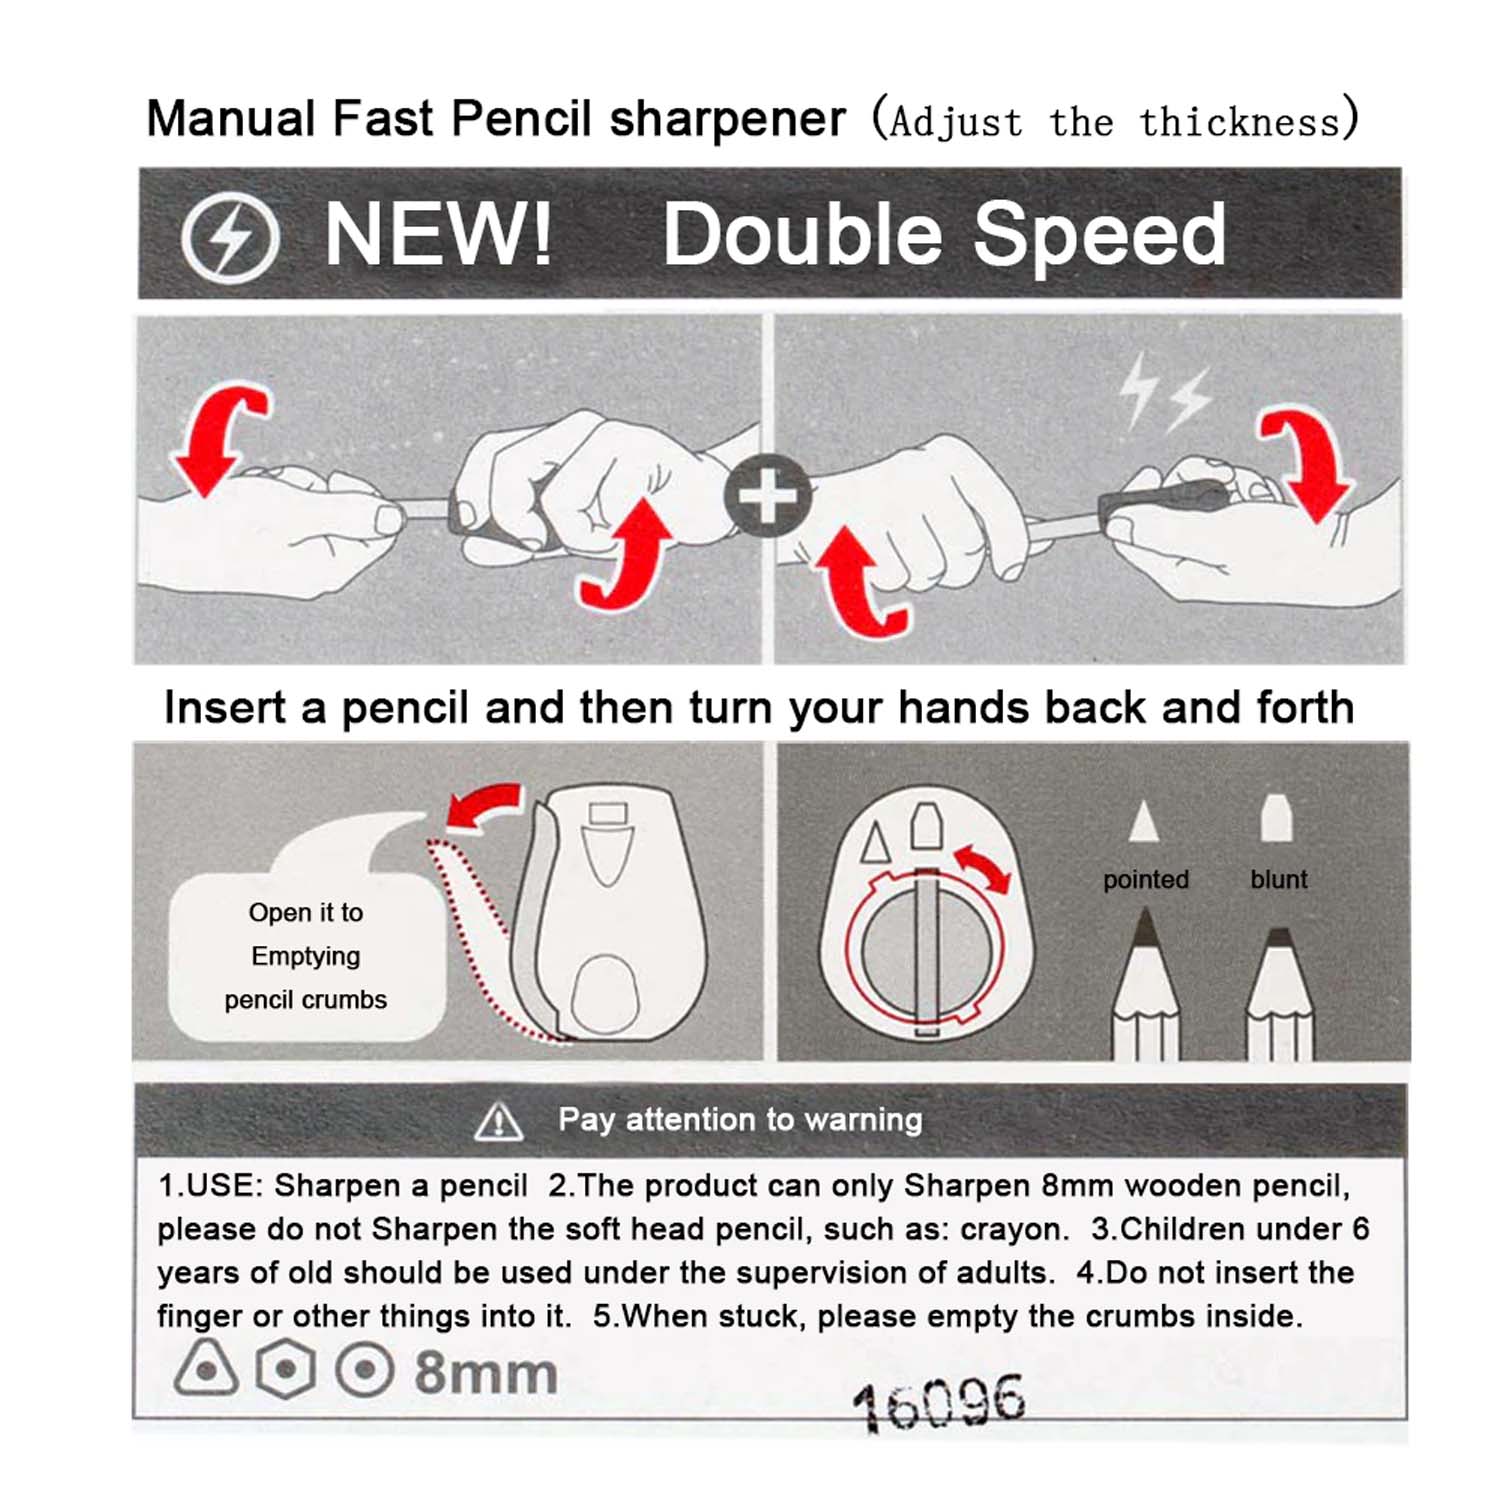 Manual Fast Pencil sharpener (Adjust the thickness)
NEW! Double Speed
Insert a pencil and then turn your hands back and forth
Open it to
Emptying
pencil crumbs
pointed
blunt
Pay attention to warning
1.USE: Sharpen a pencil 2.The product can only Sharpen 8mm wooden pencil,
please do not Sharpen the soft head pencil, such as: crayon. 3.Children under 6
years of old should be used under the supervision of adults. 4.Do not insert the
finger or other things into it. 5.When stuck, please empty the crumbs inside.
8mm
16096